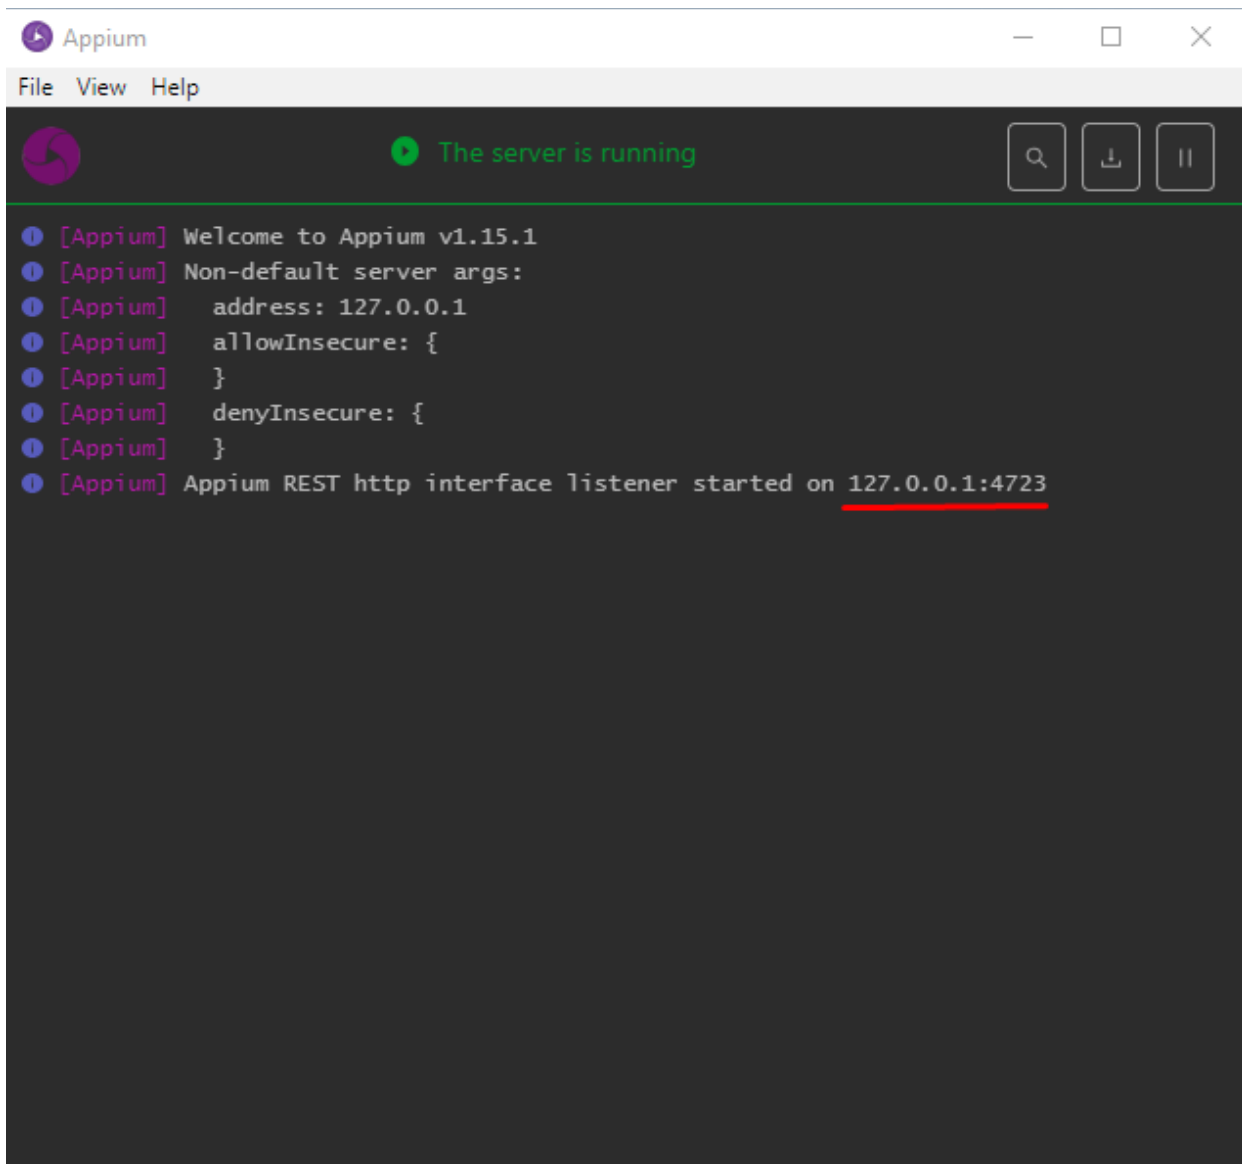 Appium
File View Help
The server is running
[Appium] Welcome to Appium v1.15.1
[Appium] Non-default server args:
[Appium]   address: 127.0.0.1
[Appium]   allowInsecure: {
[Appium]   }
[Appium]   denyInsecure: {
[Appium]   }
[Appium] Appium REST http interface listener started on 127.0.0.1:4723